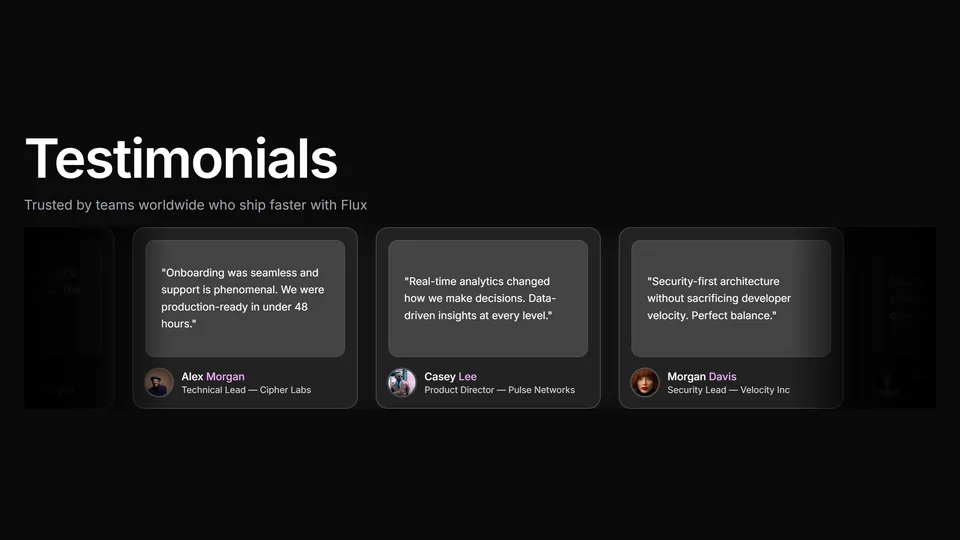 Testimonials
Trusted by teams worldwide who ship faster with Flux
"Onboarding was seamless and
support is phenomenal. We were
production-ready in under 48
hours."
Alex Morgan
Technical Lead — Cipher Labs
"Real-time analytics changed
how we make decisions. Data-
driven insights at every level."
Casey Lee
Product Director — Pulse Networks
"Security-first architecture
without sacrificing developer
velocity. Perfect balance."
Morgan Davis
Security Lead — Velocity Inc